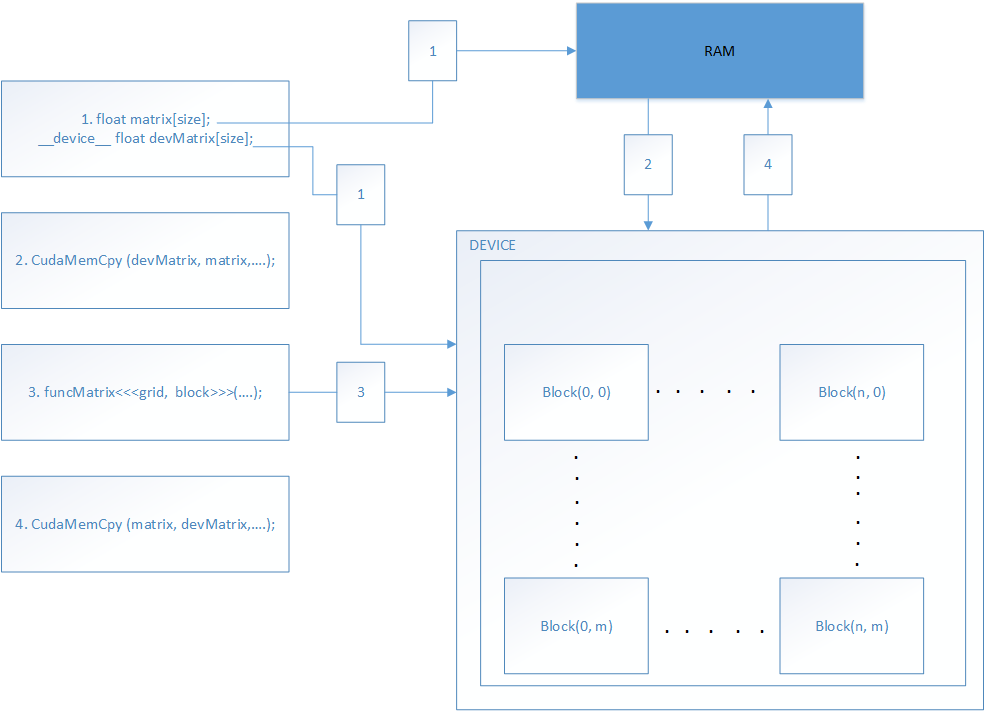 RAM
1
1. float matrix[size];
__device__ float devMatrix[size];
2
4
1
DEVICE
2. CudaMemCpy (devMatrix, matrix,....);
3. funcMatrix<<<grid, block>>>(....);
3
Block(0, 0)
Block(n, 0)
4. CudaMemCpy (matrix, devMatrix,....);
Block(0, m)
Block(n, m)